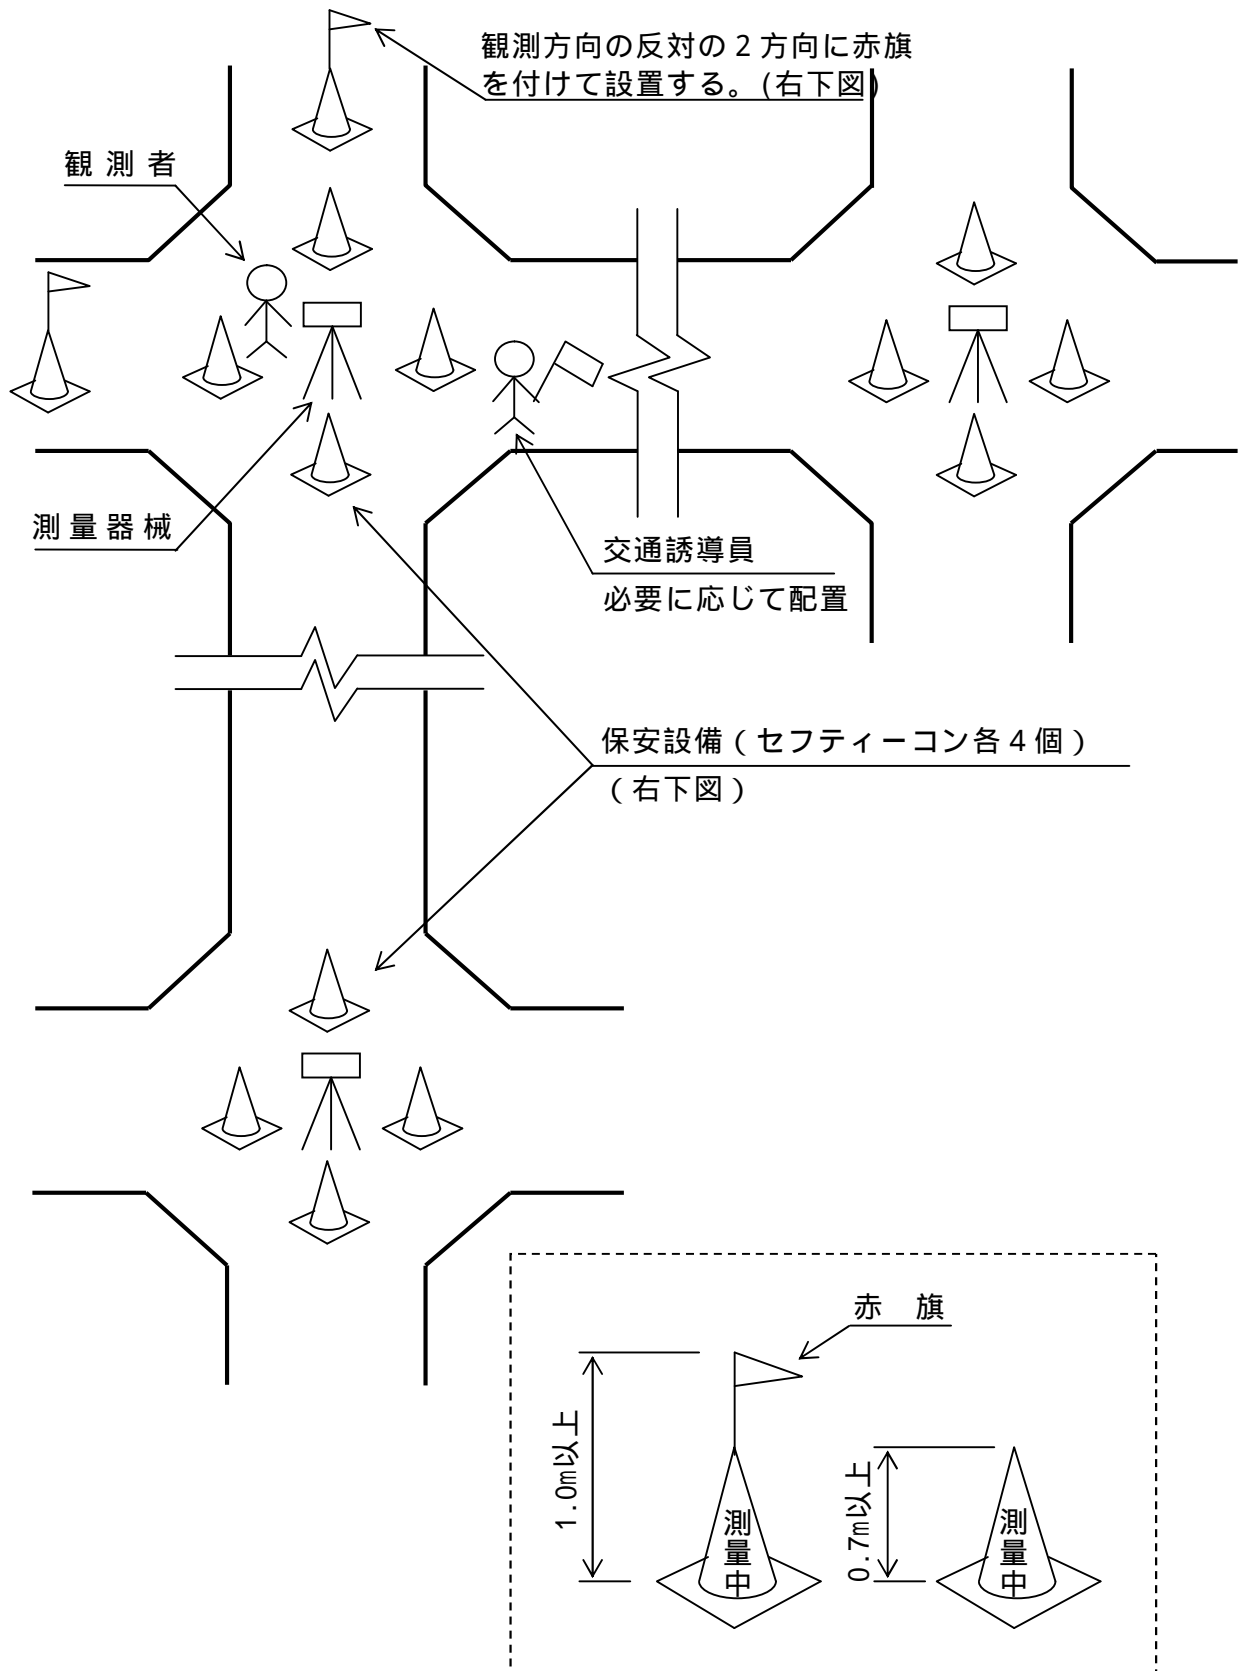 観測方向の反対の2方向に赤旗
を付けて設置する。(右下図)
観 測 者
測 量 器 械
交通誘導員
必要に応じて配置
保安設備(セフティーコン各4個)
(右下図)
赤 旗
1.0m以上
0.7m以上
測量中
測量中